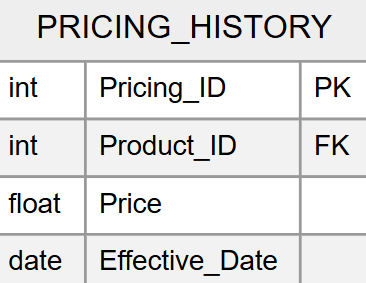 PRICING_HISTORY
int Pricing_ID PK
int Product_ID FK
float Price
date Effective_Date